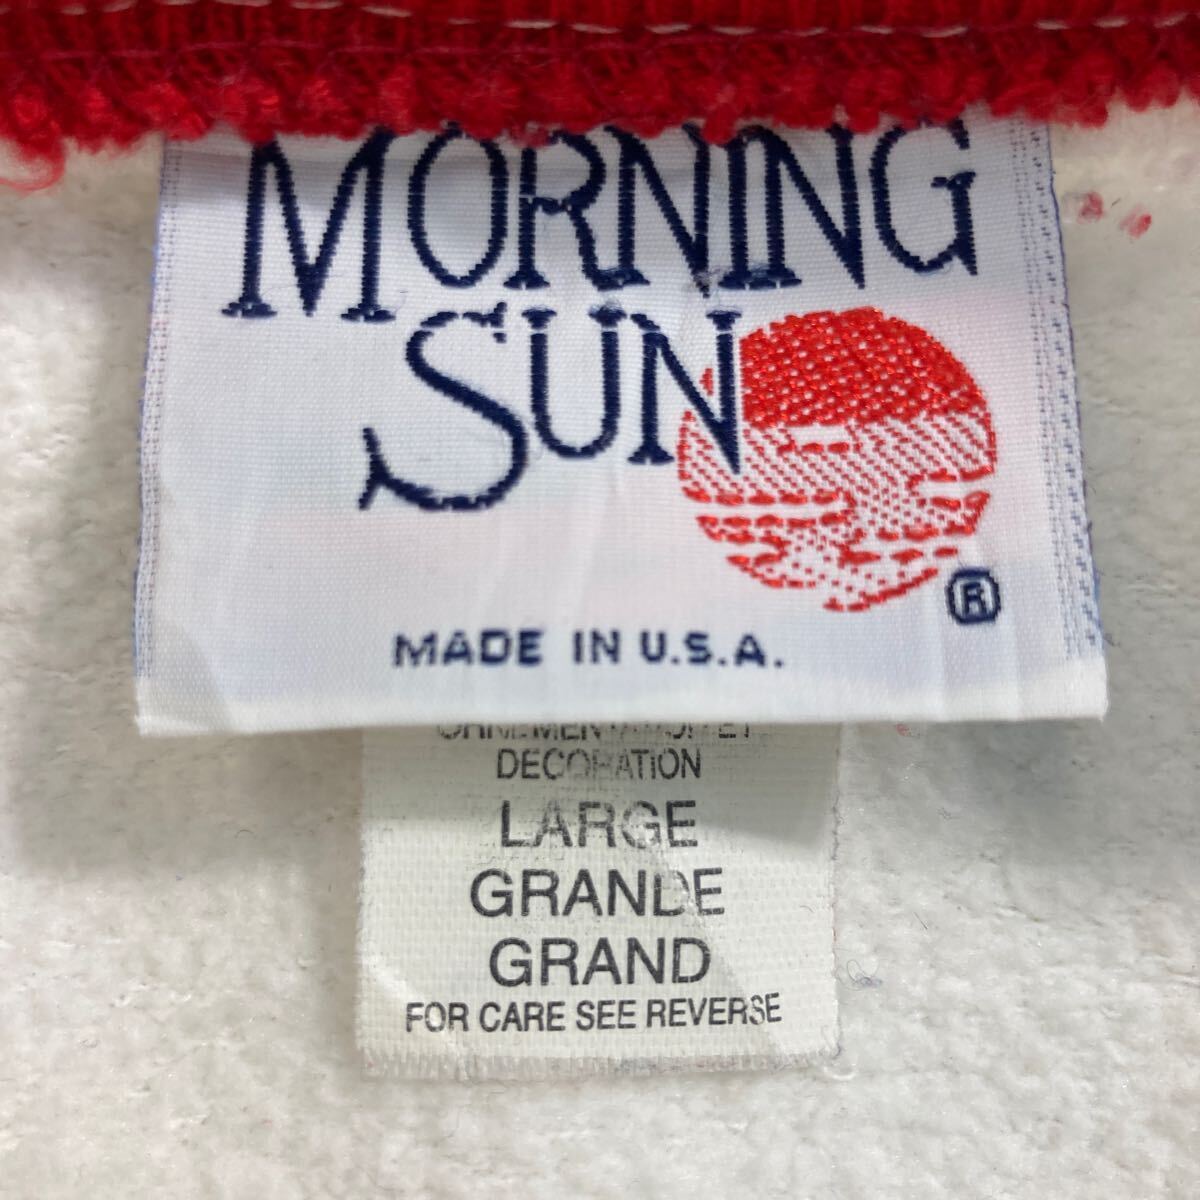 MORNING
SUN
®
MADE IN U.S.A.
DECORATION
LARGE
GRANDE
GRAND
FOR CARE SEE REVERSE